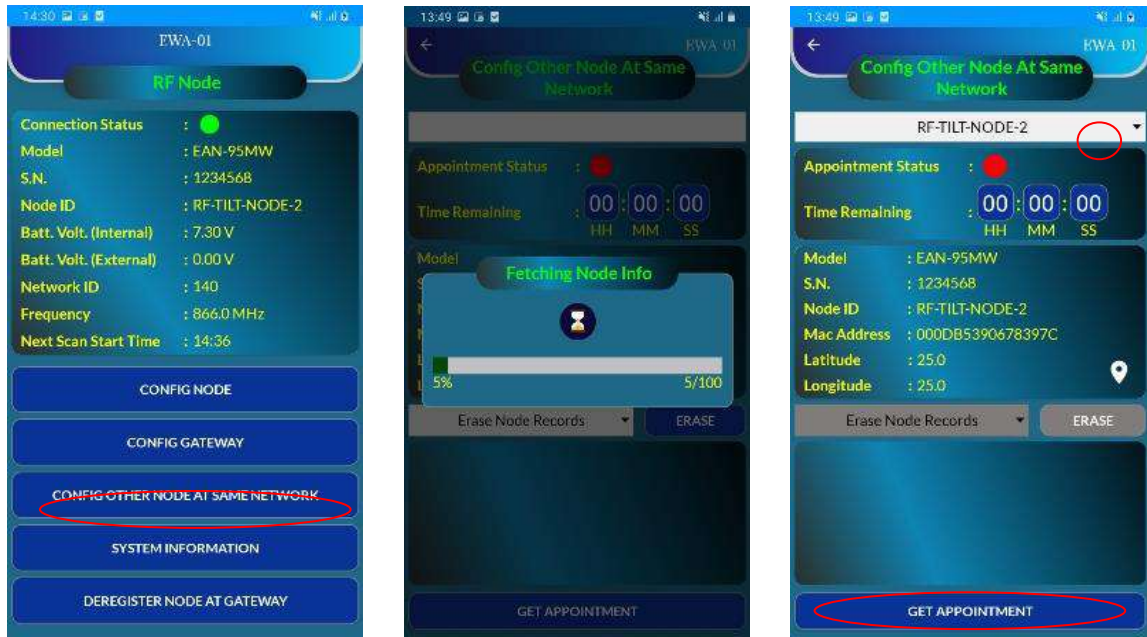 14:30
EWA-01
RF Node
Connection Status :
Model : EAN-95MW
S.N. : 1234568
Node ID : RF-TILT-NODE-2
Batt. Volt. (Internal) : 7.30 V
Batt. Volt. (External) : 0.00 V
Network ID : 140
Frequency : 866.0 MHz
Next Scan Start Time : 14:36
CONFIG NODE
CONFIG GATEWAY
CONFIG OTHER NODE AT SAME NETWORK
SYSTEM INFORMATION
DEREGISTER NODE AT GATEWAY
13:49
EWA 01
Config Other Node At Same
Network
Appointment Status :
Time Remaining : 00 : 00 : 00
HH MM SS
Model
Fetching Node Info
5% 5/100
Erase Node Records ERASE
GET APPOINTMENT
13:49
EWA 01
Config Other Node At Same
Network
RF-TILT-NODE-2
Appointment Status :
Time Remaining : 00 : 00 : 00
HH MM SS
Model : EAN-95MW
S.N. : 1234568
Node ID : RF-TILT-NODE-2
Mac Address : 000DB5390678397C
Latitude : 25.0
Longitude : 25.0
Erase Node Records ERASE
GET APPOINTMENT